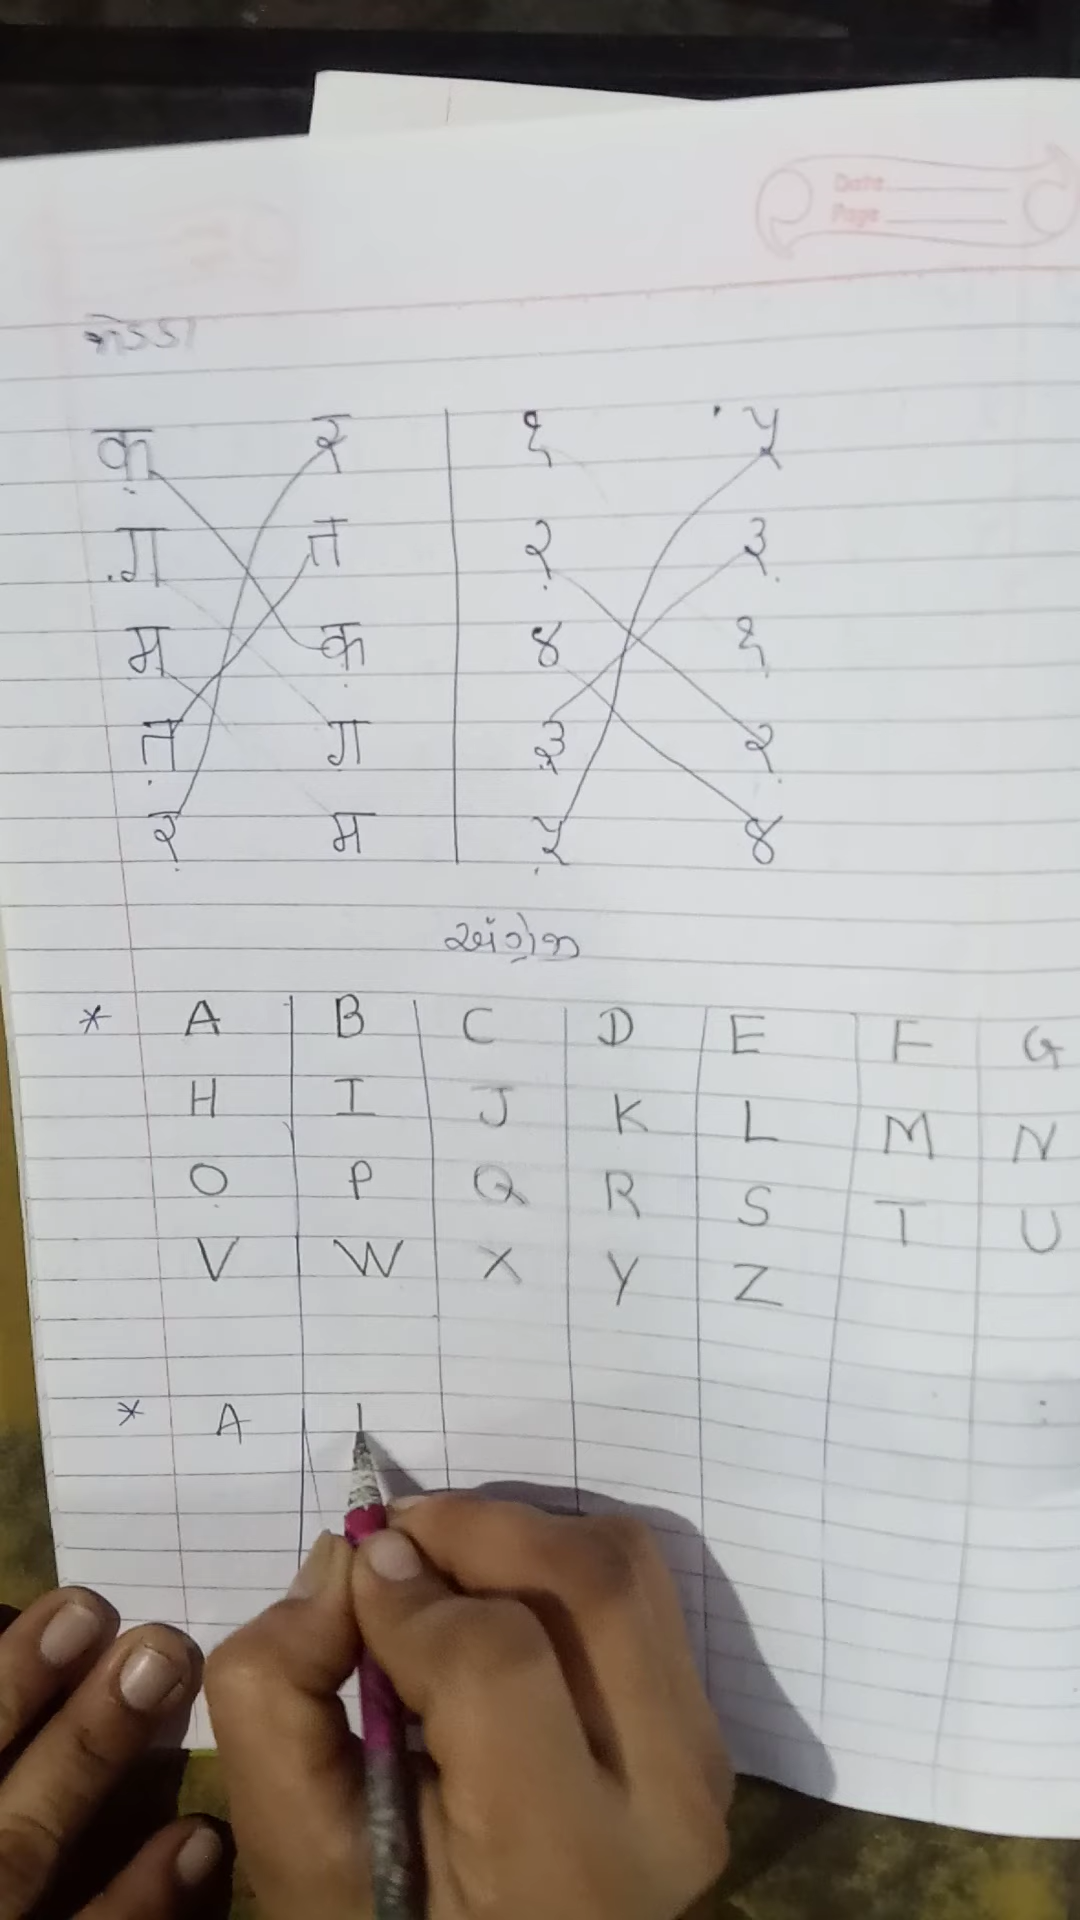 Date
Page
જોડકા
क र १ ५
ग त २ ३
म क ४ १
त ग ३ २
र म ५ ४
અંગ્રેજી
* A B C D E F G
H I J K L M N
O P Q R S T U
V W X Y Z
* A